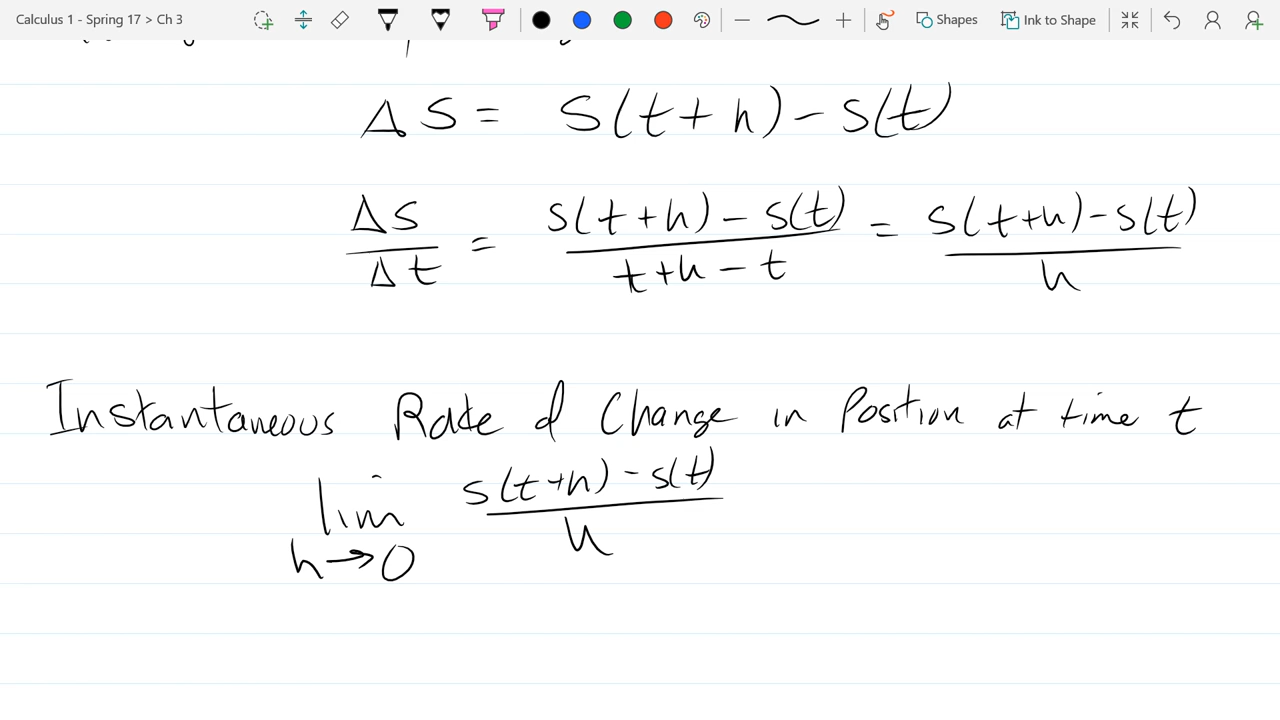 Calculus 1 - Spring 17 > Ch 3 Shapes Ink to Shape
Δs = s(t+h) - s(t)
Δs/Δt = (s(t+h) - s(t))/(t+h-t) = (s(t+h) - s(t))/h
Instantaneous Rate of Change in Position at time t
lim h→0 (s(t+h) - s(t))/h